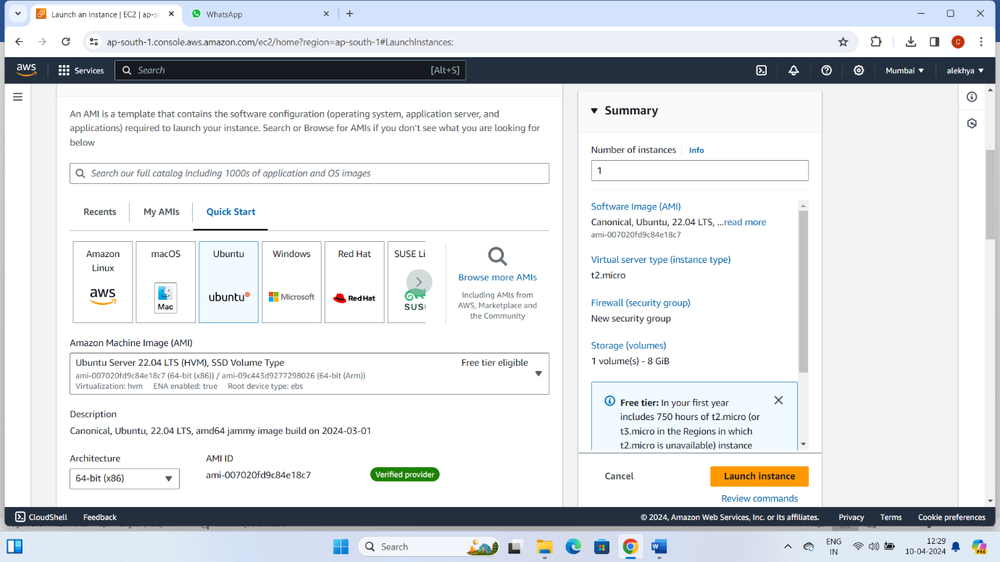 Launch an instance | EC2 | ap-sc
WhatsApp
ap-south-1.console.aws.amazon.com/ec2/home?region=ap-south-1#LaunchInstances:
C
aws
Services
Search
[Alt+S]
Mumbai
alekhya
An AMI is a template that contains the software configuration (operating system, application server, and
applications) required to launch your instance. Search or Browse for AMIs if you don't see what you are looking for
below
Search our full catalog including 1000s of application and OS images
Recents
My AMIs
Quick Start
Amazon
Linux
aws
macOS
Mac
Ubuntu
ubuntu
Windows
Microsoft
Red Hat
RedHat
SUSE Li
SUS
Browse more AMIs
Including AMIs from
AWS, Marketplace and
the Community
Amazon Machine Image (AMI)
Ubuntu Server 22.04 LTS (HVM), SSD Volume Type
Free tier eligible
ami-007020fd9c84e18c7 (64-bit (x86)) / ami-09c443d9277298026 (64-bit (Arm))
Virtualization: hvm ENA enabled: true Root device type: ebs
Description
Canonical, Ubuntu, 22.04 LTS, amd64 jammy image build on 2024-03-01
Architecture
64-bit (x86)
AMI ID
ami-007020fd9c84e18c7
Verified provider
Summary
Number of instances
Info
1
Software Image (AMI)
Canonical, Ubuntu, 22.04 LTS, ...read more
ami-007020fd9c84e18c7
Virtual server type (instance type)
t2.micro
Firewall (security group)
New security group
Storage (volumes)
1 volume(s) - 8 GiB
Free tier: In your first year
includes 750 hours of t2.micro (or
t3.micro in the Regions in which
t2.micro is unavailable) instance
Cancel
Launch instance
Review commands
CloudShell
Feedback
© 2024, Amazon Web Services, Inc. or its affiliates.
Privacy
Terms
Cookie preferences
Search
ENG
IN
12:29
10-04-2024
PRE